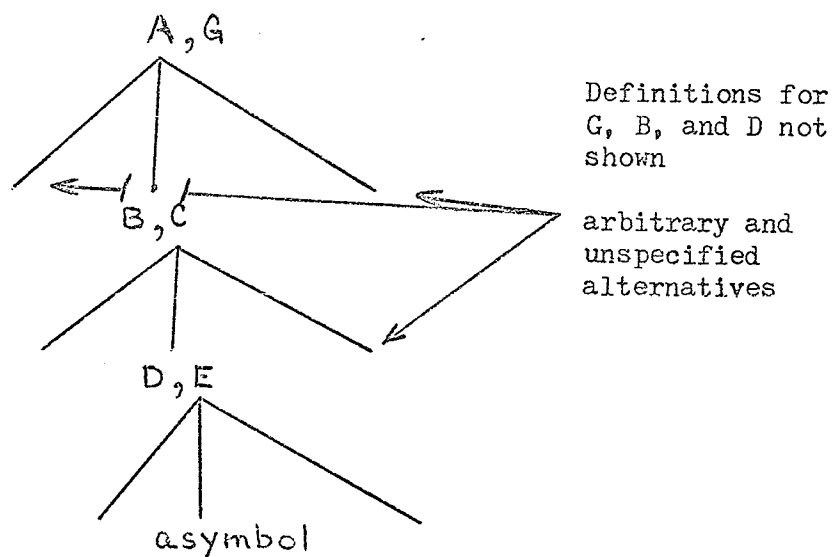 A, G
Definitions for
G, B, and D not
shown
B, C
arbitrary and
unspecified
alternatives
D, E
asymbol